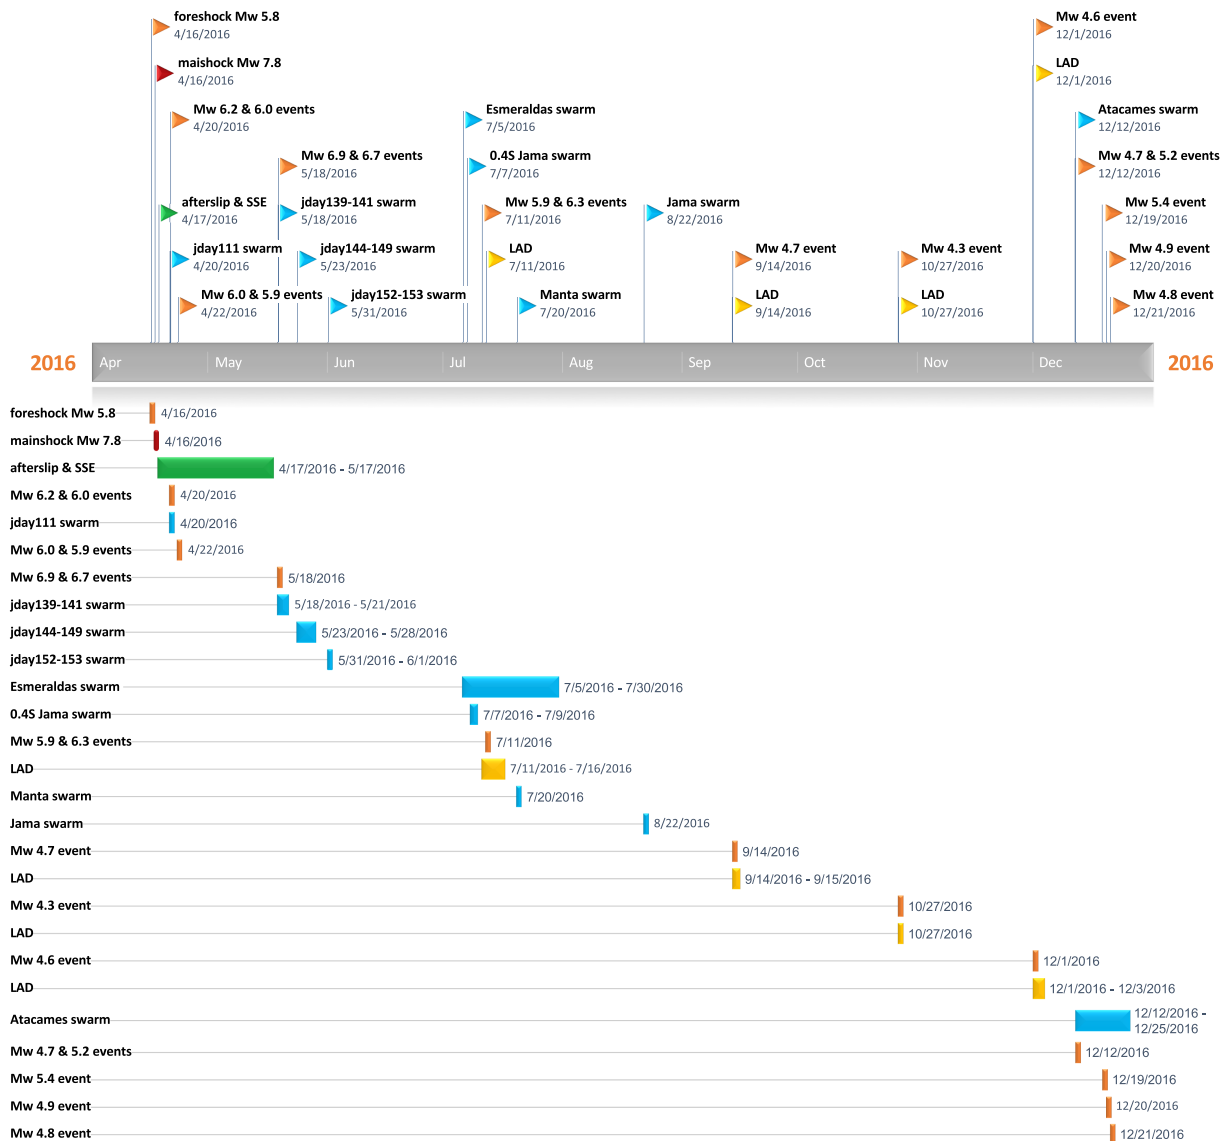 foreshock Mw 5.8
4/16/2016
maishock Mw 7.8
4/16/2016
Mw 6.2 & 6.0 events
4/20/2016
Mw 6.9 & 6.7 events
5/18/2016
afterslip & SSE
4/17/2016
jday139-141 swarm
5/18/2016
jday111 swarm
4/20/2016
jday144-149 swarm
5/23/2016
Mw 6.0 & 5.9 events
4/22/2016
jday152-153 swarm
5/31/2016
Esmeraldas swarm
7/5/2016
0.4S Jama swarm
7/7/2016
Mw 5.9 & 6.3 events
7/11/2016
LAD
7/11/2016
Manta swarm
7/20/2016
Jama swarm
8/22/2016
Mw 4.7 event
9/14/2016
LAD
9/14/2016
Mw 4.3 event
10/27/2016
LAD
10/27/2016
Mw 4.6 event
12/1/2016
LAD
12/1/2016
Atacames swarm
12/12/2016
Mw 4.7 & 5.2 events
12/12/2016
Mw 5.4 event
12/19/2016
Mw 4.9 event
12/20/2016
Mw 4.8 event
12/21/2016
2016 Apr May Jun Jul Aug Sep Oct Nov Dec 2016
foreshock Mw 5.8 4/16/2016
mainshock Mw 7.8 4/16/2016
afterslip & SSE 4/17/2016 - 5/17/2016
Mw 6.2 & 6.0 events 4/20/2016
jday111 swarm 4/20/2016
Mw 6.0 & 5.9 events 4/22/2016
Mw 6.9 & 6.7 events 5/18/2016
jday139-141 swarm 5/18/2016 - 5/21/2016
jday144-149 swarm 5/23/2016 - 5/28/2016
jday152-153 swarm 5/31/2016 - 6/1/2016
Esmeraldas swarm 7/5/2016 - 7/30/2016
0.4S Jama swarm 7/7/2016 - 7/9/2016
Mw 5.9 & 6.3 events 7/11/2016
LAD 7/11/2016 - 7/16/2016
Manta swarm 7/20/2016
Jama swarm 8/22/2016
Mw 4.7 event 9/14/2016
LAD 9/14/2016 - 9/15/2016
Mw 4.3 event 10/27/2016
LAD 10/27/2016
Mw 4.6 event 12/1/2016
LAD 12/1/2016 - 12/3/2016
Atacames swarm 12/12/2016 -
12/25/2016
Mw 4.7 & 5.2 events 12/12/2016
Mw 5.4 event 12/19/2016
Mw 4.9 event 12/20/2016
Mw 4.8 event 12/21/2016